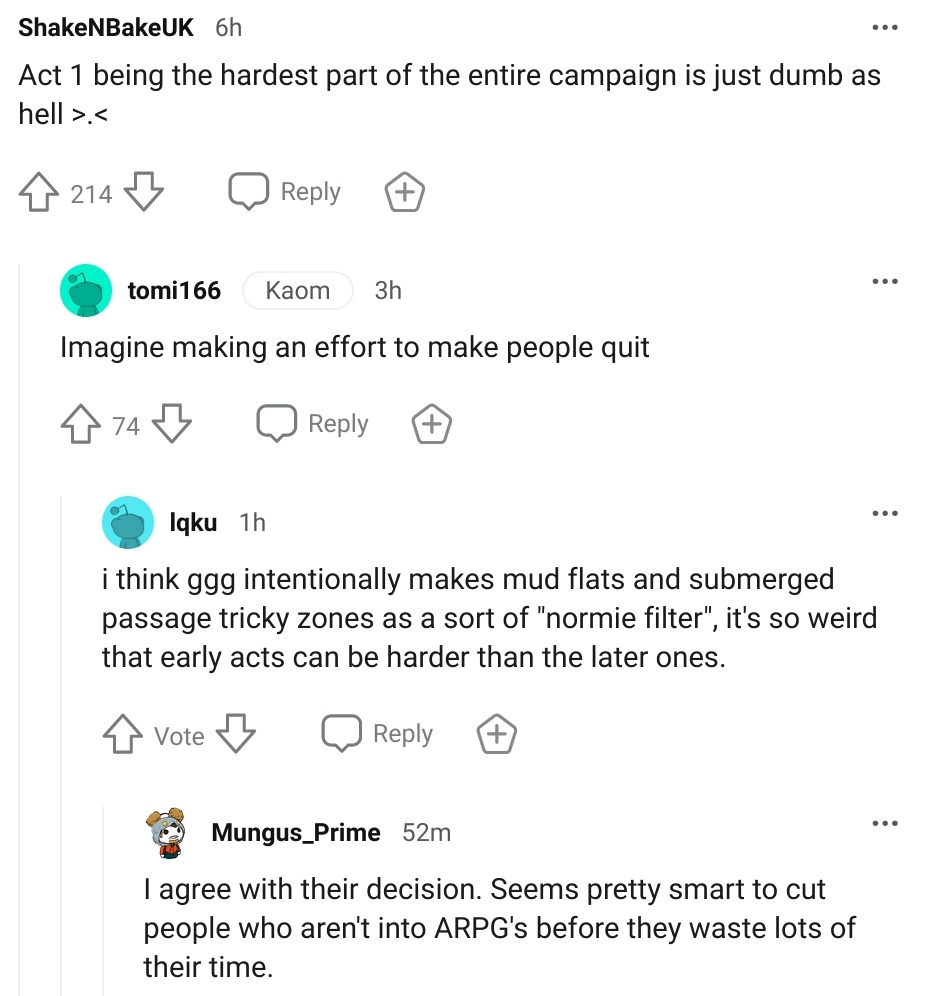 ShakeNBakeUK 6h
Act 1 being the hardest part of the entire campaign is just dumb as
hell >.<
214 Reply
tomi166 Kaom 3h
Imagine making an effort to make people quit
74 Reply
lqku 1h
i think ggg intentionally makes mud flats and submerged
passage tricky zones as a sort of "normie filter", it's so weird
that early acts can be harder than the later ones.
Vote Reply
Mungus_Prime 52m
I agree with their decision. Seems pretty smart to cut
people who aren't into ARPG's before they waste lots of
their time.